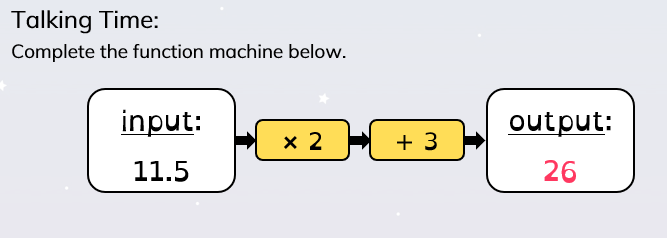 Talking Time:
Complete the function machine below.
input:
11.5
× 2
+ 3
output:
26